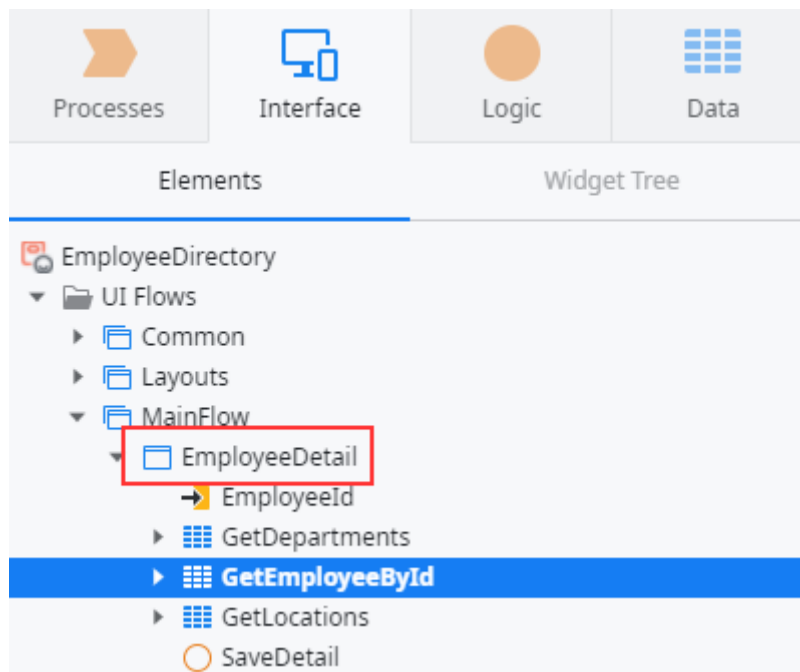 Processes Interface Logic Data
Elements Widget Tree
EmployeeDirectory
UI Flows
Common
Layouts
MainFlow
EmployeeDetail
EmployeeId
GetDepartments
GetEmployeeById
GetLocations
SaveDetail